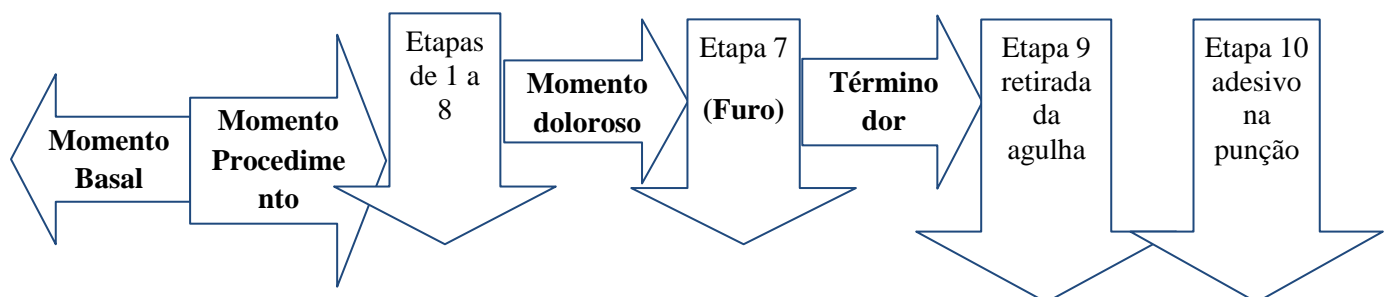 Momento
Basal
Momento
Procedime
nto
Etapas
de 1 a
8
Momento
doloroso
Etapa 7
(Furo)
Término
dor
Etapa 9
retirada
da
agulha
Etapa 10
adesivo
na
punção